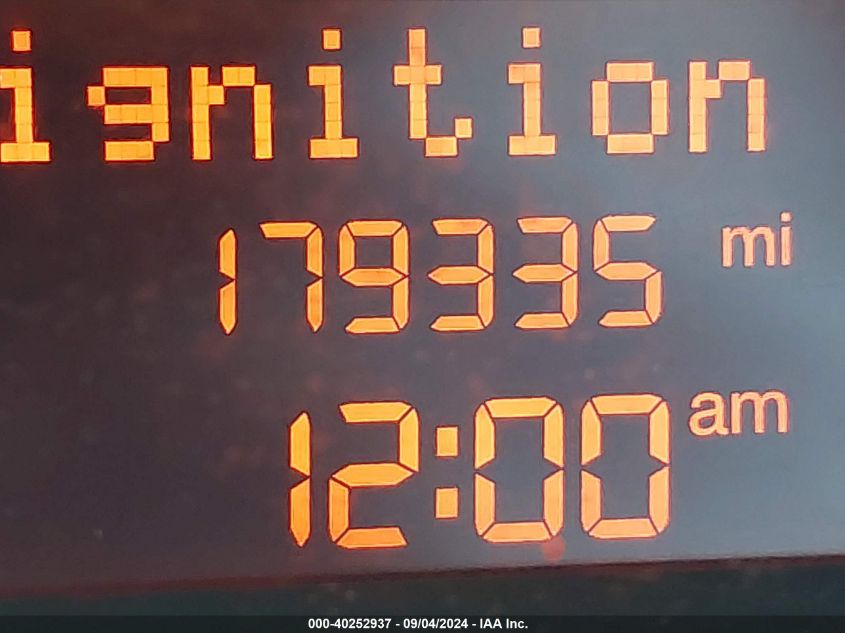 ignition
179335 mi
12:00 am
000-40252937 - 09/04/2024 - IAA Inc.